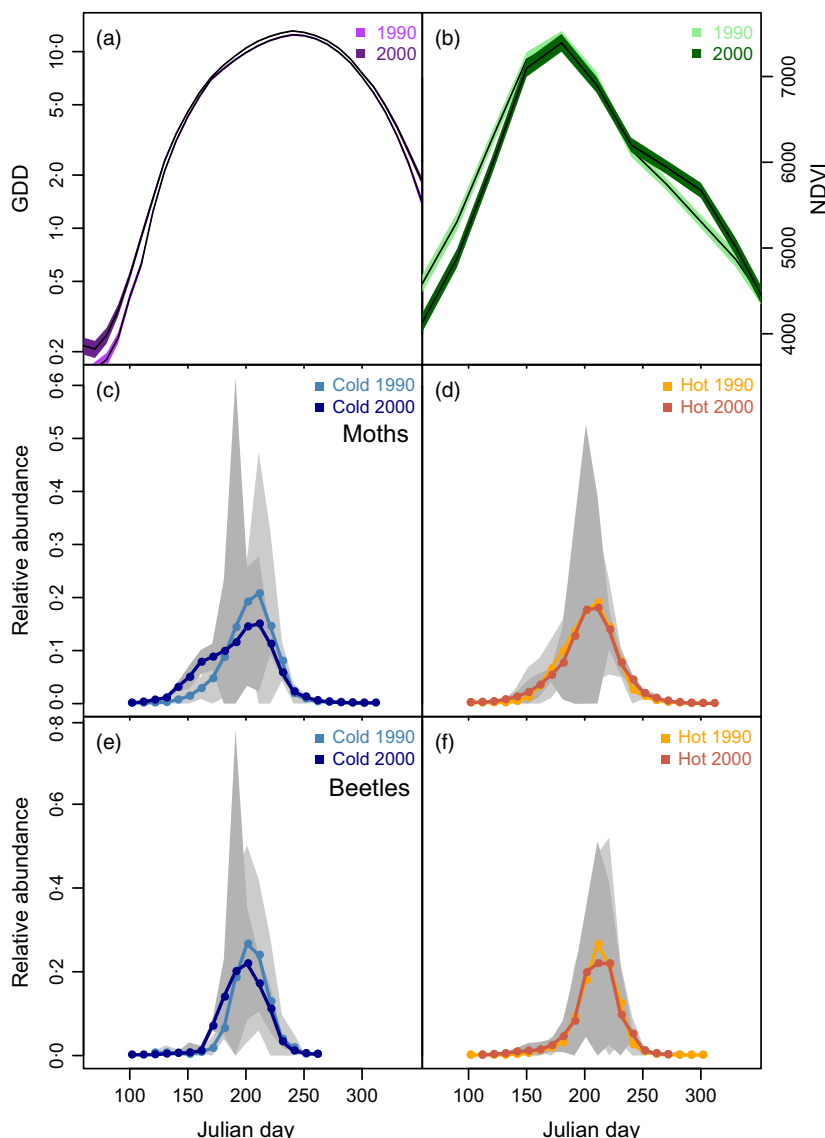 (a)
1990
2000
GDD
10·0
5·0
2·0
1·0
0·5
0·2
(b)
1990
2000
NDVI
7000
6000
5000
4000
(c)
Cold 1990
Cold 2000
Moths
Relative abundance
0·6
0·5
0·4
0·3
0·2
0·1
0·0
(d)
Hot 1990
Hot 2000
(e)
Cold 1990
Cold 2000
Beetles
Relative abundance
0·8
0·6
0·4
0·2
0·0
(f)
Hot 1990
Hot 2000
100 150 200 250 300
100 150 200 250 300
Julian day
Julian day